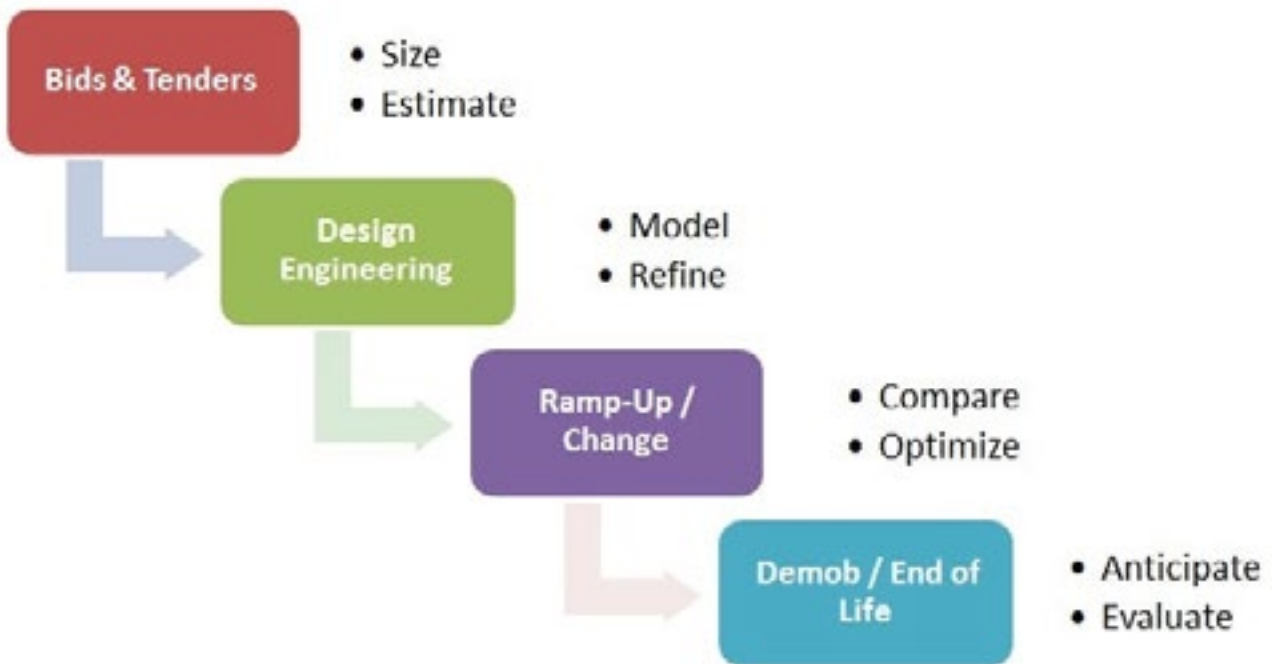 Bids & Tenders
• Size
• Estimate
Design
Engineering
• Model
• Refine
Ramp-Up /
Change
• Compare
• Optimize
Demob / End of
Life
• Anticipate
• Evaluate